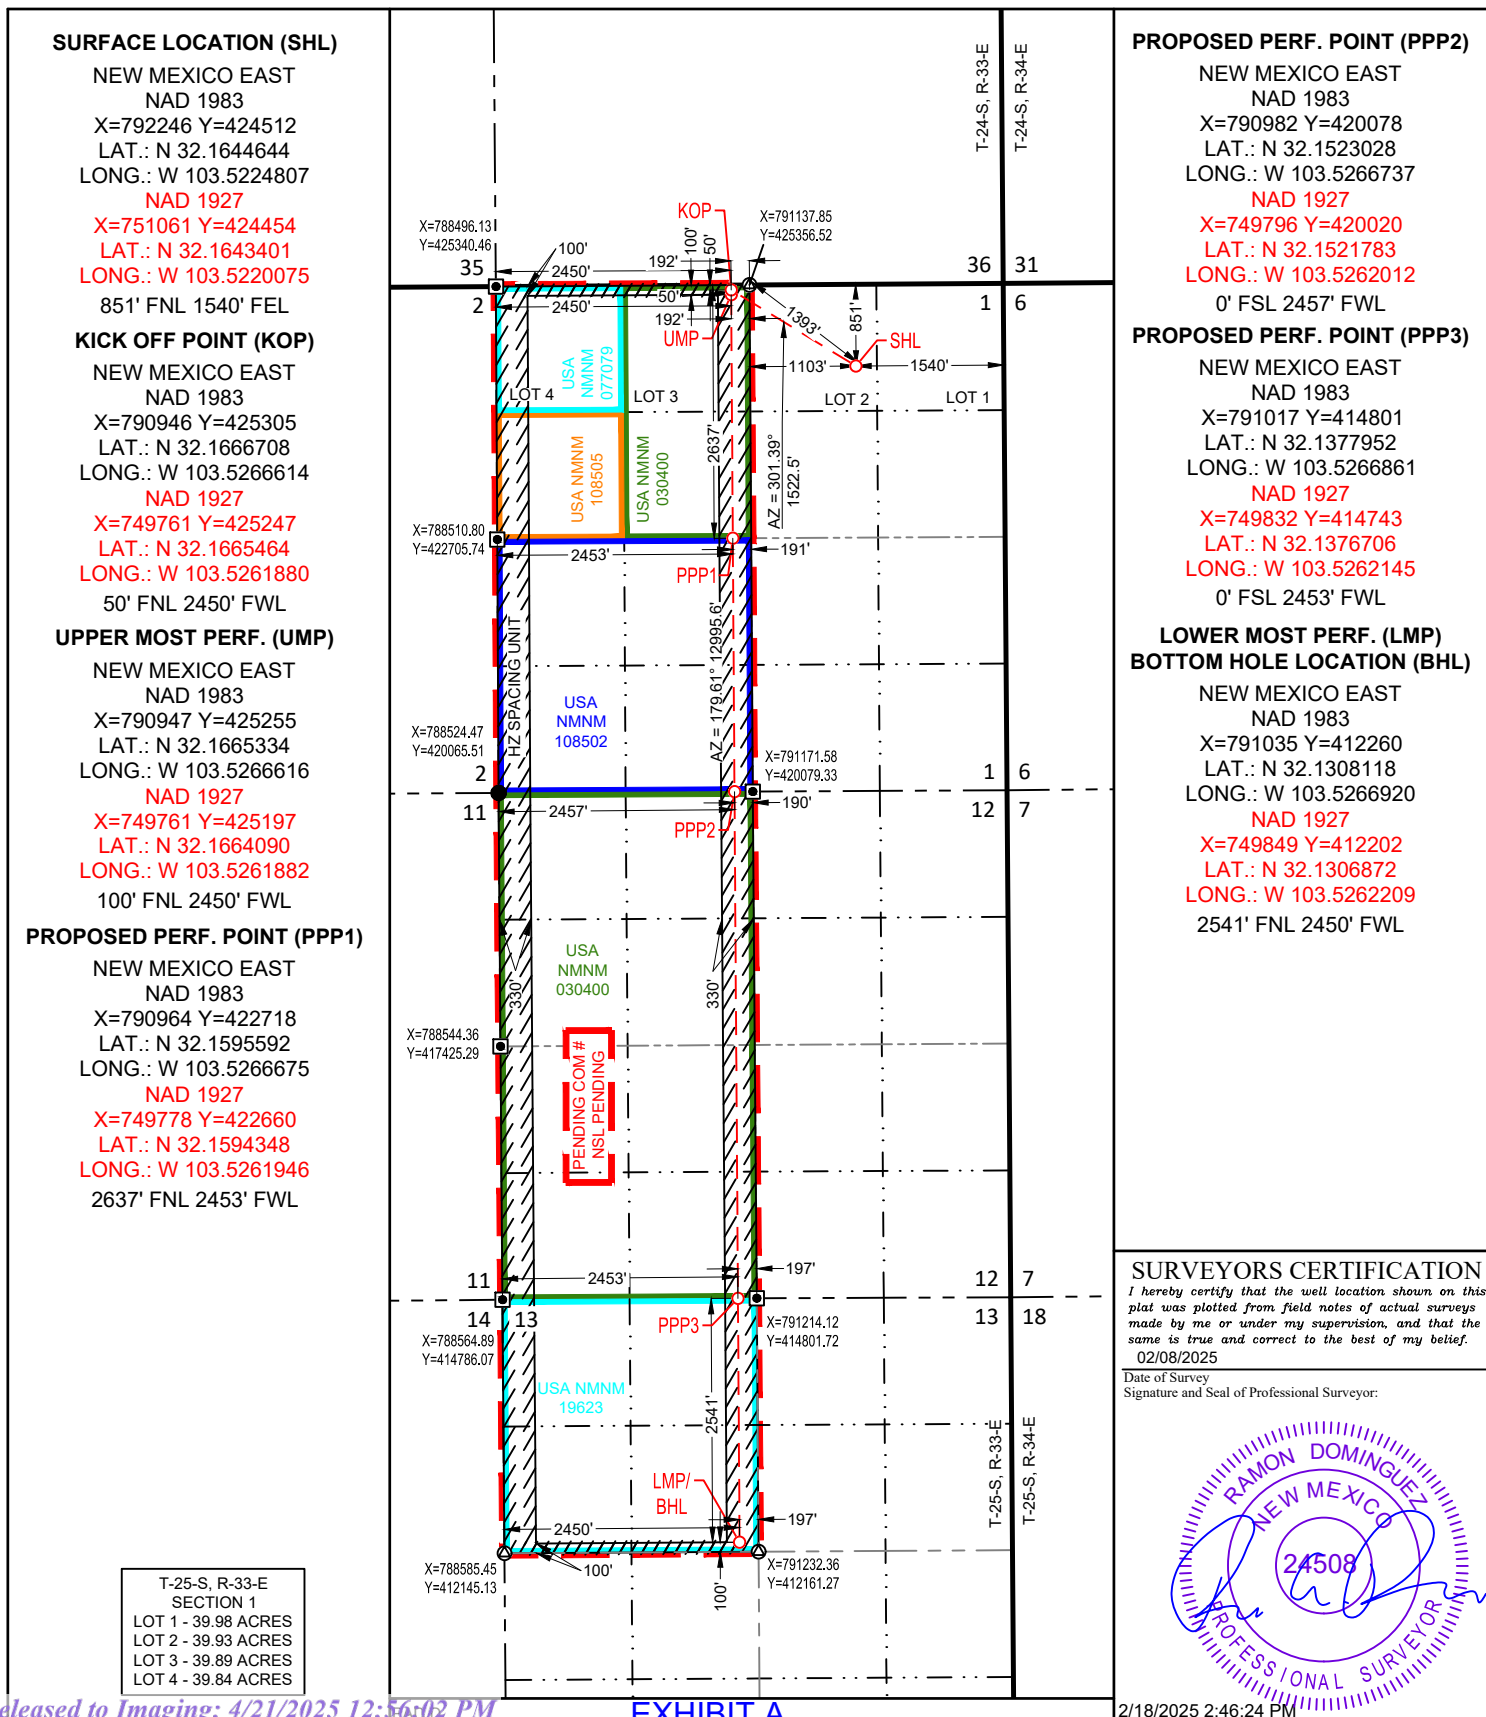 SURFACE LOCATION (SHL)
NEW MEXICO EAST
NAD 1983
X=792246 Y=424512
LAT.: N 32.1644644
LONG.: W 103.5224807
NAD 1927
X=751061 Y=424454
LAT.: N 32.1643401
LONG.: W 103.5220075
851' FNL 1540' FEL
KICK OFF POINT (KOP)
NEW MEXICO EAST
NAD 1983
X=790946 Y=425305
LAT.: N 32.1666708
LONG.: W 103.5266614
NAD 1927
X=749761 Y=425247
LAT.: N 32.1665464
LONG.: W 103.5261880
50' FNL 2450' FWL
UPPER MOST PERF. (UMP)
NEW MEXICO EAST
NAD 1983
X=790947 Y=425255
LAT.: N 32.1665334
LONG.: W 103.5266616
NAD 1927
X=749761 Y=425197
LAT.: N 32.1664090
LONG.: W 103.5261882
100' FNL 2450' FWL
PROPOSED PERF. POINT (PPP1)
NEW MEXICO EAST
NAD 1983
X=790964 Y=422718
LAT.: N 32.1595592
LONG.: W 103.5266675
NAD 1927
X=749778 Y=422660
LAT.: N 32.1594348
LONG.: W 103.5261946
2637' FNL 2453' FWL
T-25-S, R-33-E
SECTION 1
LOT 1 - 39.98 ACRES
LOT 2 - 39.93 ACRES
LOT 3 - 39.89 ACRES
LOT 4 - 39.84 ACRES
T-24-S, R-33-E
T-24-S, R-34-E
KOP
X=788496.13
Y=425340.46
X=791137.85
Y=425356.52
100'
192'
100'
50'
2450'
35
36
31
2
1
6
2450'
50'
192'
UMP
1393'
851'
SHL
1103'
1540'
USA
NMNM
077079
LOT 4
LOT 3
LOT 2
LOT 1
USA NMNM
108505
USA NMNM
030400
2637'
AZ = 301.39°
1522.5'
X=788510.80
Y=422705.74
2453'
191'
PPP1
HZ SPACING UNIT
AZ = 179.61° 12995.6'
USA
NMNM
108502
X=788524.47
Y=420065.51
X=791171.58
Y=420079.33
2
1
6
11
2457'
190'
12
7
PPP2
USA
NMNM
030400
330'
330'
X=788544.36
Y=417425.29
PENDING COM #
NSL PENDING
11
2453'
197'
12
7
14
13
PPP3
13
18
X=788564.89
Y=414786.07
X=791214.12
Y=414801.72
USA NMNM
19623
2541'
T-25-S, R-33-E
T-25-S, R-34-E
LMP/
BHL
2450'
197'
X=788585.45
Y=412145.13
100'
100'
X=791232.36
Y=412161.27
PROPOSED PERF. POINT (PPP2)
NEW MEXICO EAST
NAD 1983
X=790982 Y=420078
LAT.: N 32.1523028
LONG.: W 103.5266737
NAD 1927
X=749796 Y=420020
LAT.: N 32.1521783
LONG.: W 103.5262012
0' FSL 2457' FWL
PROPOSED PERF. POINT (PPP3)
NEW MEXICO EAST
NAD 1983
X=791017 Y=414801
LAT.: N 32.1377952
LONG.: W 103.5266861
NAD 1927
X=749832 Y=414743
LAT.: N 32.1376706
LONG.: W 103.5262145
0' FSL 2453' FWL
LOWER MOST PERF. (LMP)
BOTTOM HOLE LOCATION (BHL)
NEW MEXICO EAST
NAD 1983
X=791035 Y=412260
LAT.: N 32.1308118
LONG.: W 103.5266920
NAD 1927
X=749849 Y=412202
LAT.: N 32.1306872
LONG.: W 103.5262209
2541' FNL 2450' FWL
SURVEYORS CERTIFICATION
I hereby certify that the well location shown on this
plat was plotted from field notes of actual surveys
made by me or under my supervision, and that the
same is true and correct to the best of my belief.
02/08/2025
Date of Survey
Signature and Seal of Professional Surveyor:
RAMON DOMINGUEZ
NEW MEXICO
24508
PROFESSIONAL SURVEYOR
eleased to Imaging: 4/21/2025 12:56:02 PM
EXHIBIT A
2/18/2025 2:46:24 PM